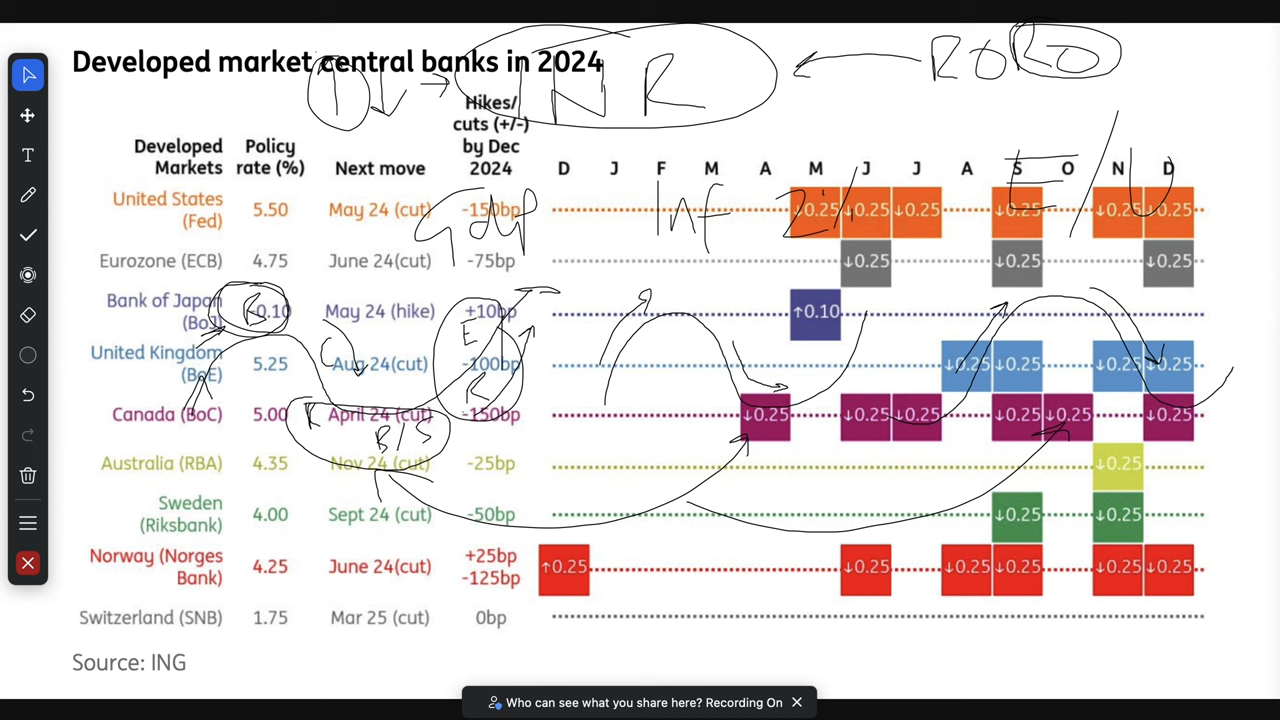 Developed market central banks in 2024
↑↓ → INR ← RORO
Developed Markets Policy rate (%) Next move Hikes/ cuts (+/-) by Dec 2024 D J F M A M J J A S O N D
United States (Fed) 5.50 May 24 (cut) -150bp ↓0.25 ↓0.25 ↓0.25 ↓0.25 ↓0.25 ↓0.25
gdp Inf 2% E/U
Eurozone (ECB) 4.75 June 24(cut) -75bp ↓0.25 ↓0.25 ↓0.25
Bank of Japan (BoJ) -0.10 May 24 (hike) +10bp ↑0.10
B E
United Kingdom (BoE) 5.25 Aug 24(cut) -100bp ↓0.25 ↓0.25 ↓0.25 ↓0.25
C R
Canada (BoC) 5.00 April 24 (cut) -150bp ↓0.25 ↓0.25 ↓0.25 ↓0.25 ↓0.25 ↓0.25
R B/S
Australia (RBA) 4.35 Nov 24 (cut) -25bp ↓0.25
Sweden (Riksbank) 4.00 Sept 24 (cut) -50bp ↓0.25 ↓0.25
Norway (Norges Bank) 4.25 June 24(cut) +25bp -125bp ↑0.25 ↓0.25 ↓0.25 ↓0.25 ↓0.25 ↓0.25
Switzerland (SNB) 1.75 Mar 25 (cut) 0bp
Source: ING
Who can see what you share here? Recording On